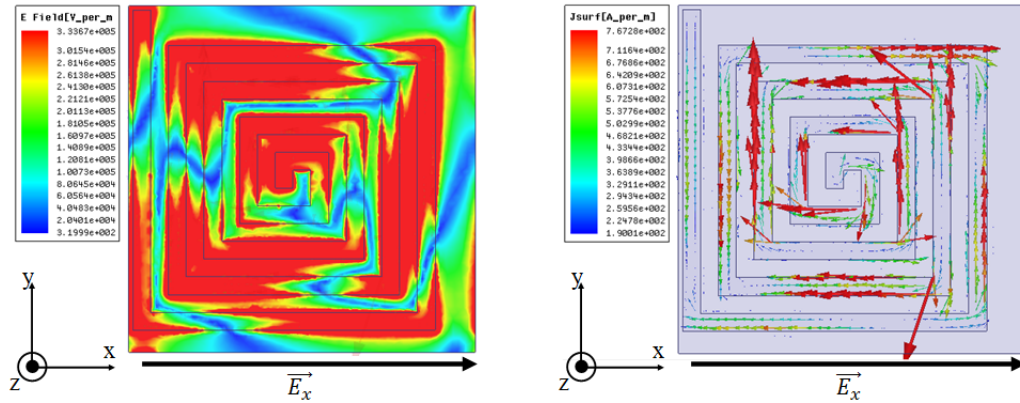 E Field[V_per_m
3.3367e+005
3.0154e+005
2.8146e+005
2.6138e+005
2.4130e+005
2.2121e+005
2.0113e+005
1.8105e+005
1.6097e+005
1.4089e+005
1.2081e+005
1.0073e+005
8.0645e+004
6.0564e+004
4.0483e+004
2.0401e+004
3.1999e+002
y
x
z
E_x
Jsurf[A_per_m]
7.6728e+002
7.1164e+002
6.7686e+002
6.4209e+002
6.0731e+002
5.7254e+002
5.3776e+002
5.0299e+002
4.6821e+002
4.3344e+002
3.9866e+002
3.6389e+002
3.2911e+002
2.9434e+002
2.5956e+002
2.2478e+002
1.9001e+002
y
x
z
E_x